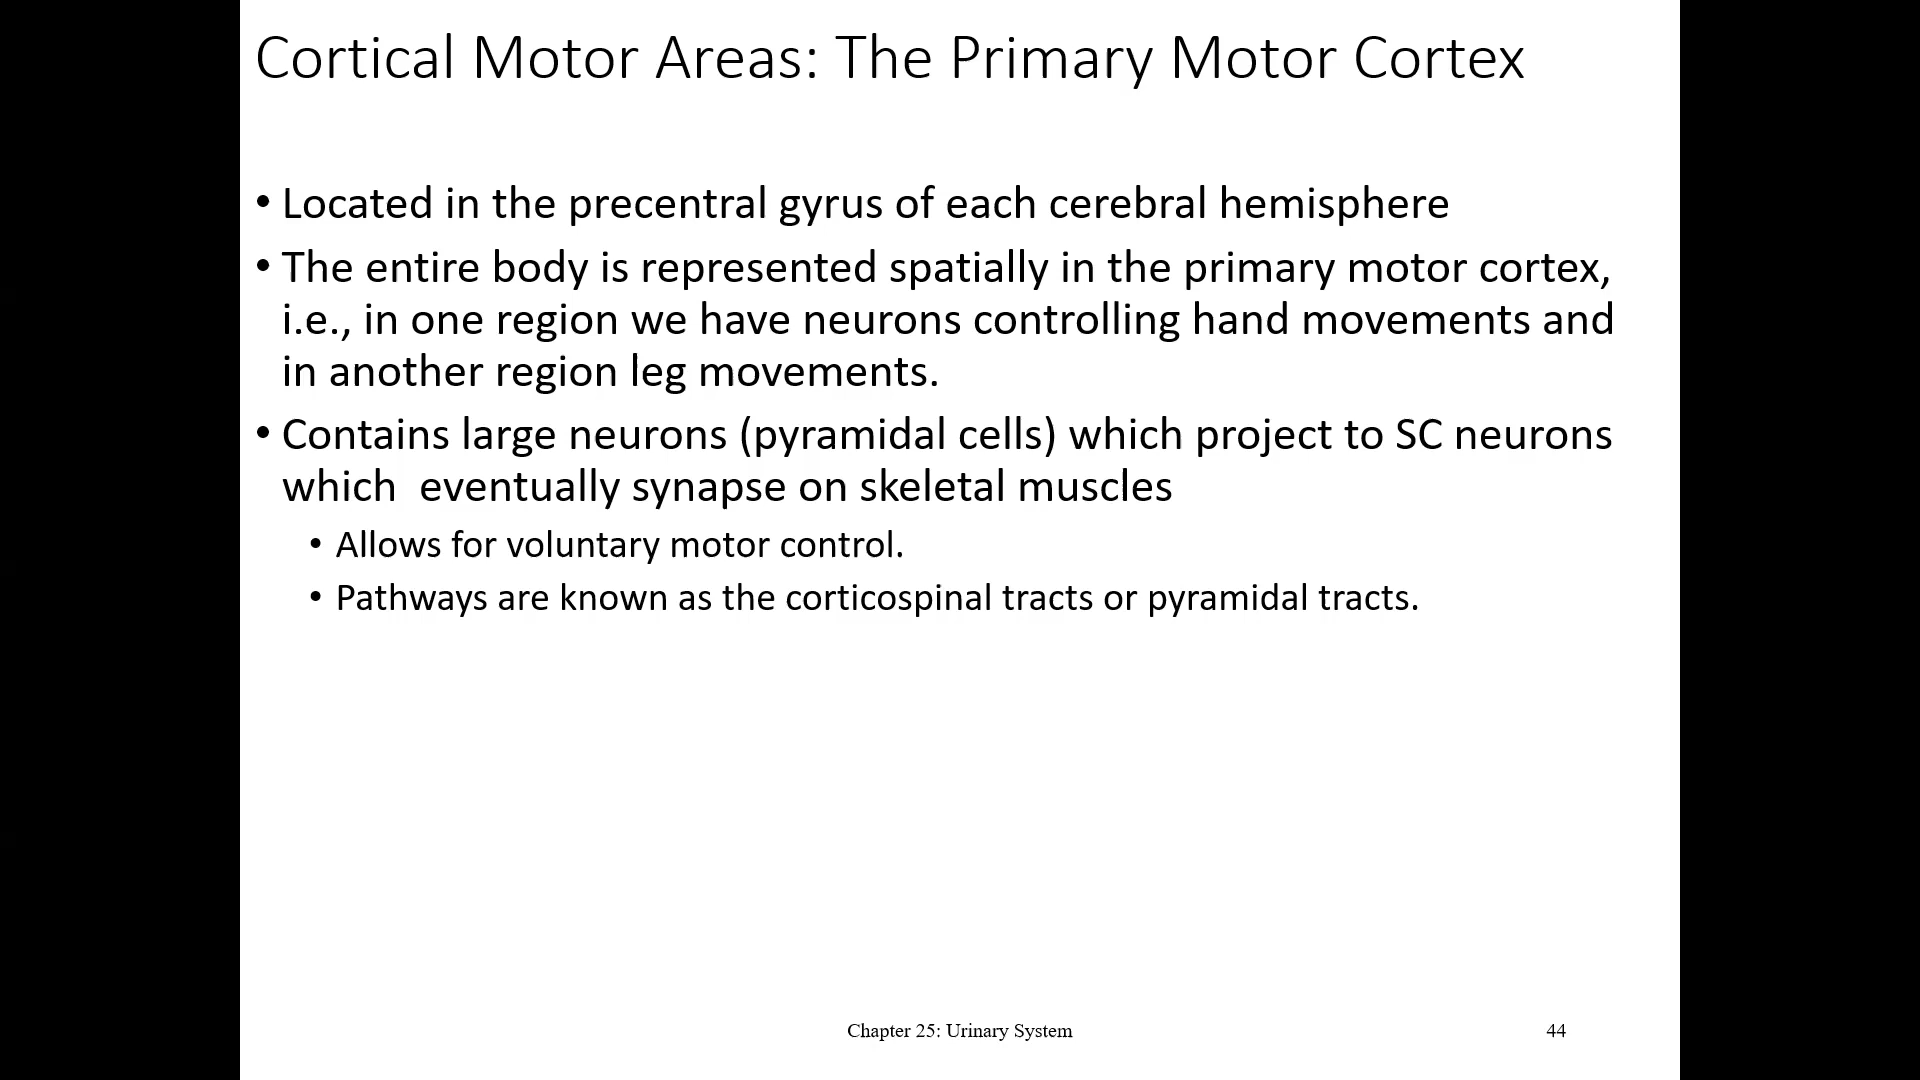 Cortical Motor Areas: The Primary Motor Cortex
• Located in the precentral gyrus of each cerebral hemisphere
• The entire body is represented spatially in the primary motor cortex,
i.e., in one region we have neurons controlling hand movements and
in another region leg movements.
• Contains large neurons (pyramidal cells) which project to SC neurons
which  eventually synapse on skeletal muscles
• Allows for voluntary motor control.
• Pathways are known as the corticospinal tracts or pyramidal tracts.
Chapter 25: Urinary System
44